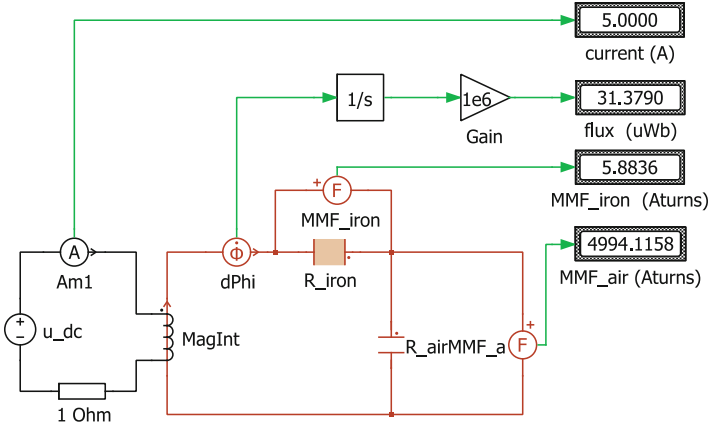 5.0000
current (A)
1/s
1e6
Gain
31.3790
flux (uWb)
+
F
MMF_iron
5.8836
MMF_iron (Aturns)
A
Am1
Φ̇
dPhi
R_iron
4994.1158
MMF_air (Aturns)
+
−
u_dc
MagInt
R_airMMF_a
+
F
1 Ohm